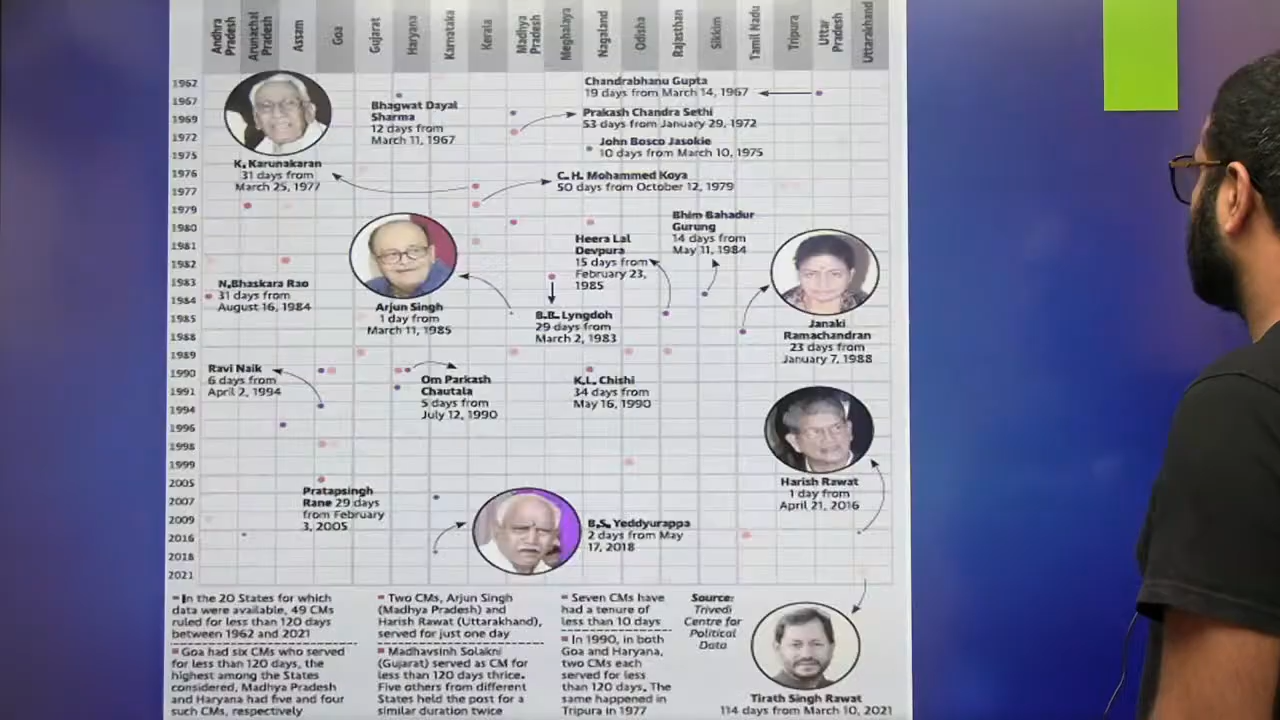 Andhra
Pradesh
Arunachal
Pradesh
Assam
Goa
Gujarat
Haryana
Karnataka
Kerala
Madhya
Pradesh
Meghalaya
Nagaland
Odisha
Rajasthan
Sikkim
Tamil Nadu
Tripura
Uttar
Pradesh
Uttarakhand
1962
1967
1969
1972
1975
1976
1977
1979
1980
1981
1982
1983
1984
1985
1988
1989
1990
1991
1994
1996
1998
1999
2005
2007
2009
2016
2018
2021
Chandrabhanu Gupta
19 days from March 14, 1967
Bhagwat Dayal
Sharma
12 days from
March 11, 1967
Prakash Chandra Sethi
53 days from January 29, 1972
John Bosco Jasokie
10 days from March 10, 1975
K. Karunakaran
31 days from
March 25, 1977
C. H. Mohammed Koya
50 days from October 12, 1979
Bhim Bahadur
Gurung
14 days from
May 11, 1984
Heera Lal
Devpura
15 days from
February 23,
1985
N.Bhaskara Rao
31 days from
August 16, 1984
Arjun Singh
1 day from
March 11, 1985
B.B. Lyngdoh
29 days from
March 2, 1983
Janaki
Ramachandran
23 days from
January 7, 1988
Ravi Naik
6 days from
April 2, 1994
Om Parkash
Chautala
5 days from
July 12, 1990
K.L. Chishi
34 days from
May 16, 1990
Harish Rawat
1 day from
April 21, 2016
Pratapsingh
Rane 29 days
from February
3, 2005
B.S. Yeddyurappa
2 days from May
17, 2018
In the 20 States for which
data were available, 49 CMs
ruled for less than 120 days
between 1962 and 2021
Goa had six CMs who served
for less than 120 days, the
highest among the States
considered, Madhya Pradesh
and Haryana had five and four
such CMs, respectively
Two CMs, Arjun Singh
(Madhya Pradesh) and
Harish Rawat (Uttarakhand),
served for just one day
Madhavsinh Solakni
(Gujarat) served as CM for
less than 120 days thrice.
Five others from different
States held the post for a
similar duration twice
Seven CMs have
had a tenure of
less than 10 days
In 1990, in both
Goa and Haryana,
two CMs each
served for less
than 120 days. The
same happened in
Tripura in 1977
Source:
Trivedi
Centre for
Political
Data
Tirath Singh Rawat
114 days from March 10, 2021